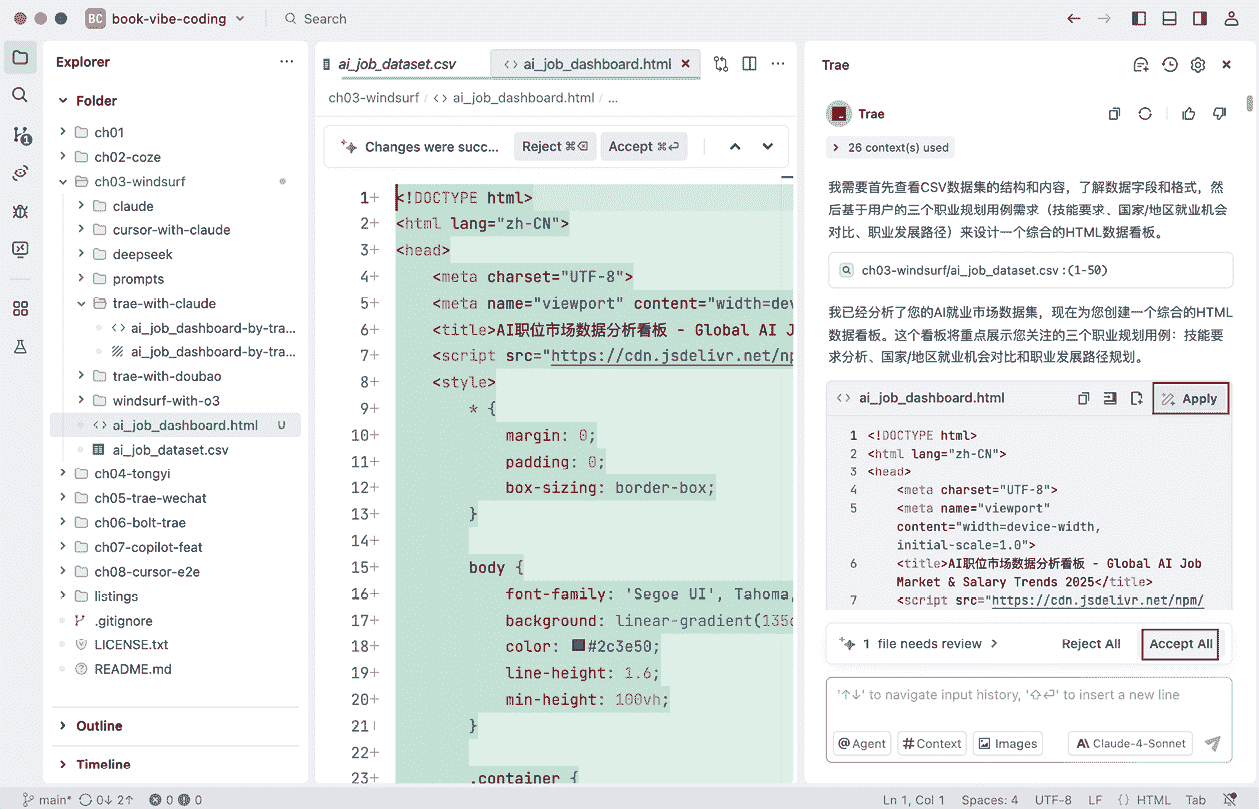 BC book-vibe-coding
Search
Explorer
Folder
ch01
ch02-coze
ch03-windsurf
claude
cursor-with-claude
deepseek
prompts
trae-with-claude
ai_job_dashboard-by-tra...
ai_job_dashboard-by-tra...
trae-with-doubao
windsurf-with-o3
ai_job_dashboard.html U
ai_job_dataset.csv
ch04-tongyi
ch05-trae-wechat
ch06-bolt-trae
ch07-copilot-feat
ch08-cursor-e2e
listings
.gitignore
LICENSE.txt
README.md
Outline
Timeline
ai_job_dataset.csv
<> ai_job_dashboard.html
ch03-windsurf / <> ai_job_dashboard.html / ...
Changes were succ... Reject ⌘⌫ Accept ⌘⏎
1+ <!DOCTYPE html>
2+ <html lang="zh-CN">
3+ <head>
4+ <meta charset="UTF-8">
5+ <meta name="viewport" content="width=dev
6+ <title>AI职位市场数据分析看板 - Global AI J
7+ <script src="https://cdn.jsdelivr.net/np
8+ <style>
9+ * {
10+ margin: 0;
11+ padding: 0;
12+ box-sizing: border-box;
13+ }
14+
15+ body {
16+ font-family: 'Segoe UI', Tahoma,
17+ background: linear-gradient(135d
18+ color: #2c3e50;
19+ line-height: 1.6;
20+ min-height: 100vh;
21+ }
22+
23+ .container {
Trae
Trae
26 context(s) used
我需要首先查看CSV数据集的结构和内容，了解数据字段和格式，然
后基于用户的三个职业规划用例需求（技能要求、国家/地区就业机会
对比、职业发展路径）来设计一个综合的HTML数据看板。
ch03-windsurf/ai_job_dataset.csv :(1-50)
我已经分析了您的AI就业市场数据集，现在为您创建一个综合的HTML
数据看板。这个看板将重点展示您关注的三个职业规划用例：技能要
求分析、国家/地区就业机会对比和职业发展路径规划。
<> ai_job_dashboard.html Apply
1 <!DOCTYPE html>
2 <html lang="zh-CN">
3 <head>
4 <meta charset="UTF-8">
5 <meta name="viewport"
content="width=device-width,
initial-scale=1.0">
6 <title>AI职位市场数据分析看板 - Global AI Job
Market & Salary Trends 2025</title>
7 <script src="https://cdn.jsdelivr.net/npm/
1 file needs review > Reject All Accept All
'↑↓' to navigate input history, '⇧⏎' to insert a new line
@ Agent # Context Images A\ Claude-4-Sonnet
main* 0↓ 2↑ 0 0
Ln 1, Col 1 Spaces: 4 UTF-8 LF {} HTML Tab